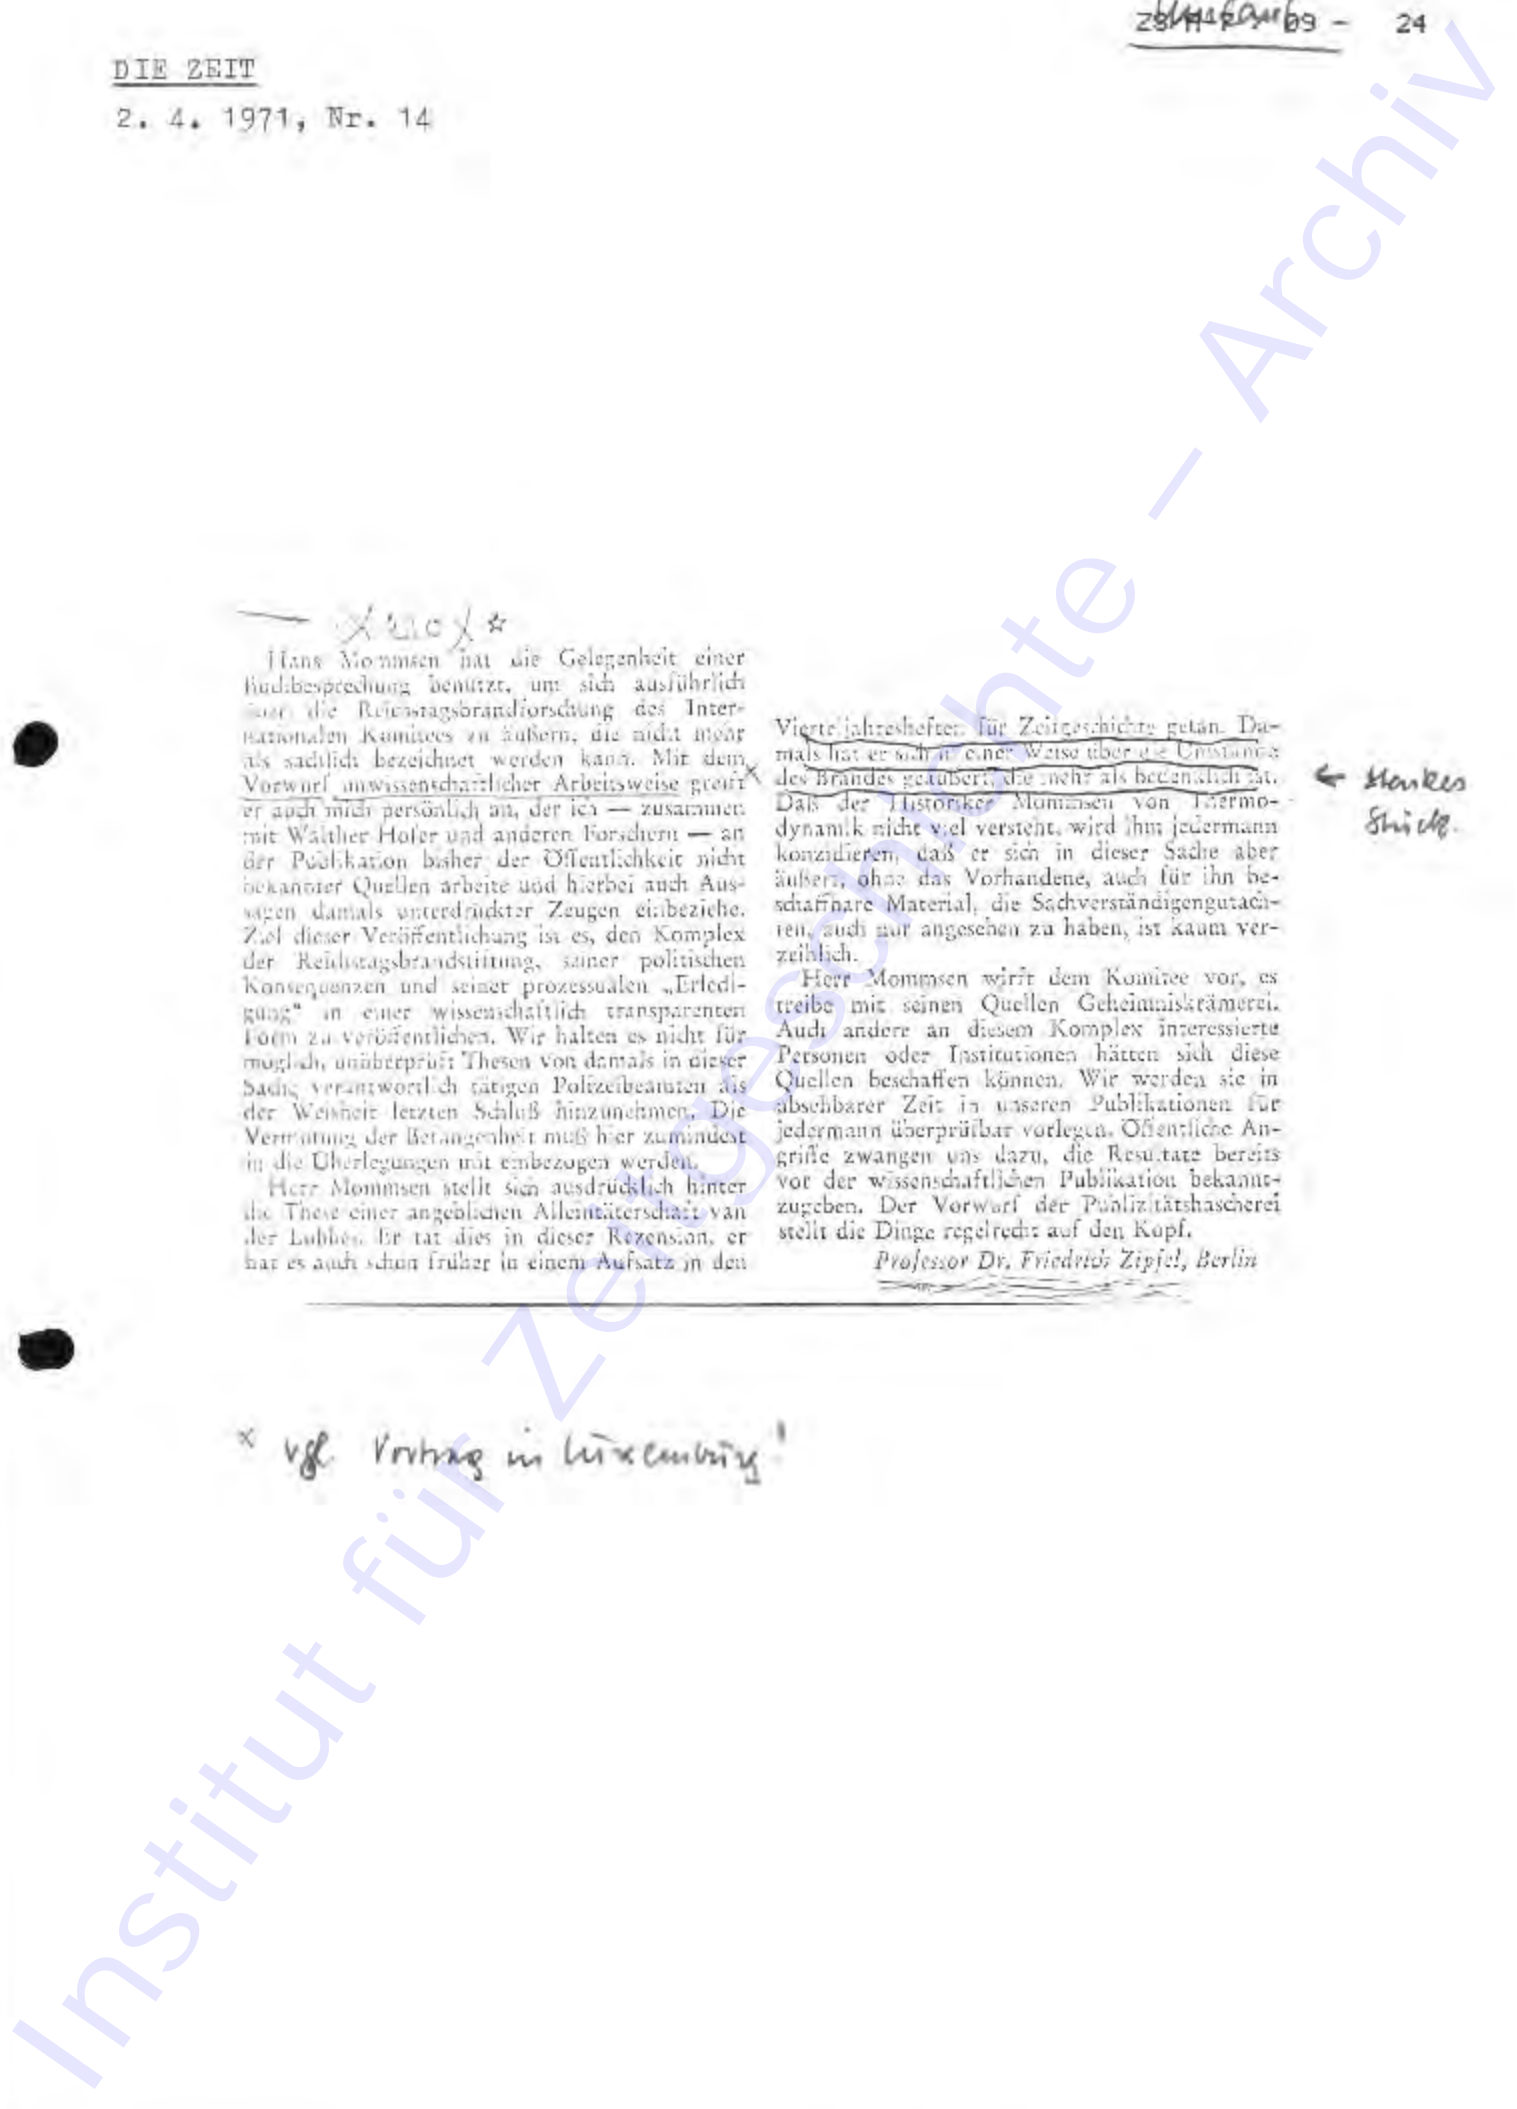 24
DIE ZEIT
2. 4. 1971, Nr. 14
Hans Mommsen hat die Gelegenheit einer
Buchbesprechung benützt, um sich ausführlich
über die Reichstagsbrandforschung des Inter-
nationalen Komitees zu äußern, die nicht mehr
als sachlich bezeichnet werden kann. Mit dem
Vorwurf unwissenschaftlicher Arbeitsweise greift
er auch mich persönlich an, der ich — zusammen
mit Walther Hofer und anderen Forschern — an
der Publikation bisher der Öffentlichkeit nicht
bekannter Quellen arbeite und hierbei auch Aus-
sagen damals unterdrückter Zeugen einbeziehe.
Ziel dieser Veröffentlichung ist es, den Komplex
der Reichstagsbrandstiftung, seiner politischen
Konsequenzen und seiner prozessualen „Erledi-
gung“ in einer wissenschaftlich transparenten
Form zu veröffentlichen. Wir halten es nicht für
möglich, unüberprüft Thesen von damals in dieser
Sache verantwortlich tätigen Polizeibeamten als
der Weisheit letzten Schluß hinzunehmen. Die
Vermutung der Befangenheit muß hier zumindest
in die Überlegungen mit einbezogen werden.
Herr Mommsen stellt sich ausdrücklich hinter
die These einer angeblichen Alleintäterschaft van
der Lubbes. Er tat dies in dieser Rezension, er
hat es auch schon früher in einem Aufsatz in den
Vierteljahresheften für Zeitgeschichte getan. Da-
mals hat er sich in einer Weise über die Umstände
des Brandes geäußert, die mehr als bedenklich ist.
Daß der Historiker Mommsen von Thermo-
dynamik nicht viel versteht, wird ihm jedermann
konzidieren, daß er sich in dieser Sache aber
äußert, ohne das Vorhandene, auch für ihn be-
schaffbare Material, die Sachverständigengutach-
ten, auch nur angesehen zu haben, ist kaum ver-
zeihlich.
Herr Mommsen wirft dem Komitee vor, es
treibe mit seinen Quellen Geheimniskrämerei.
Auch andere an diesem Komplex interessierte
Personen oder Institutionen hätten sich diese
Quellen beschaffen können. Wir werden sie in
absehbarer Zeit in unseren Publikationen für
jedermann überprüfbar vorlegen. Öffentliche An-
griffe zwangen uns dazu, die Resultate bereits
vor der wissenschaftlichen Publikation bekannt-
zugeben. Der Vorwurf der Publizitätshascherei
stellt die Dinge regelrecht auf den Kopf.
Professor Dr. Friedrich Zipfel, Berlin
← starkes
Stück.
x vgl. Vortrag in Luxemburg!
Institut für Zeitgeschichte – Archiv